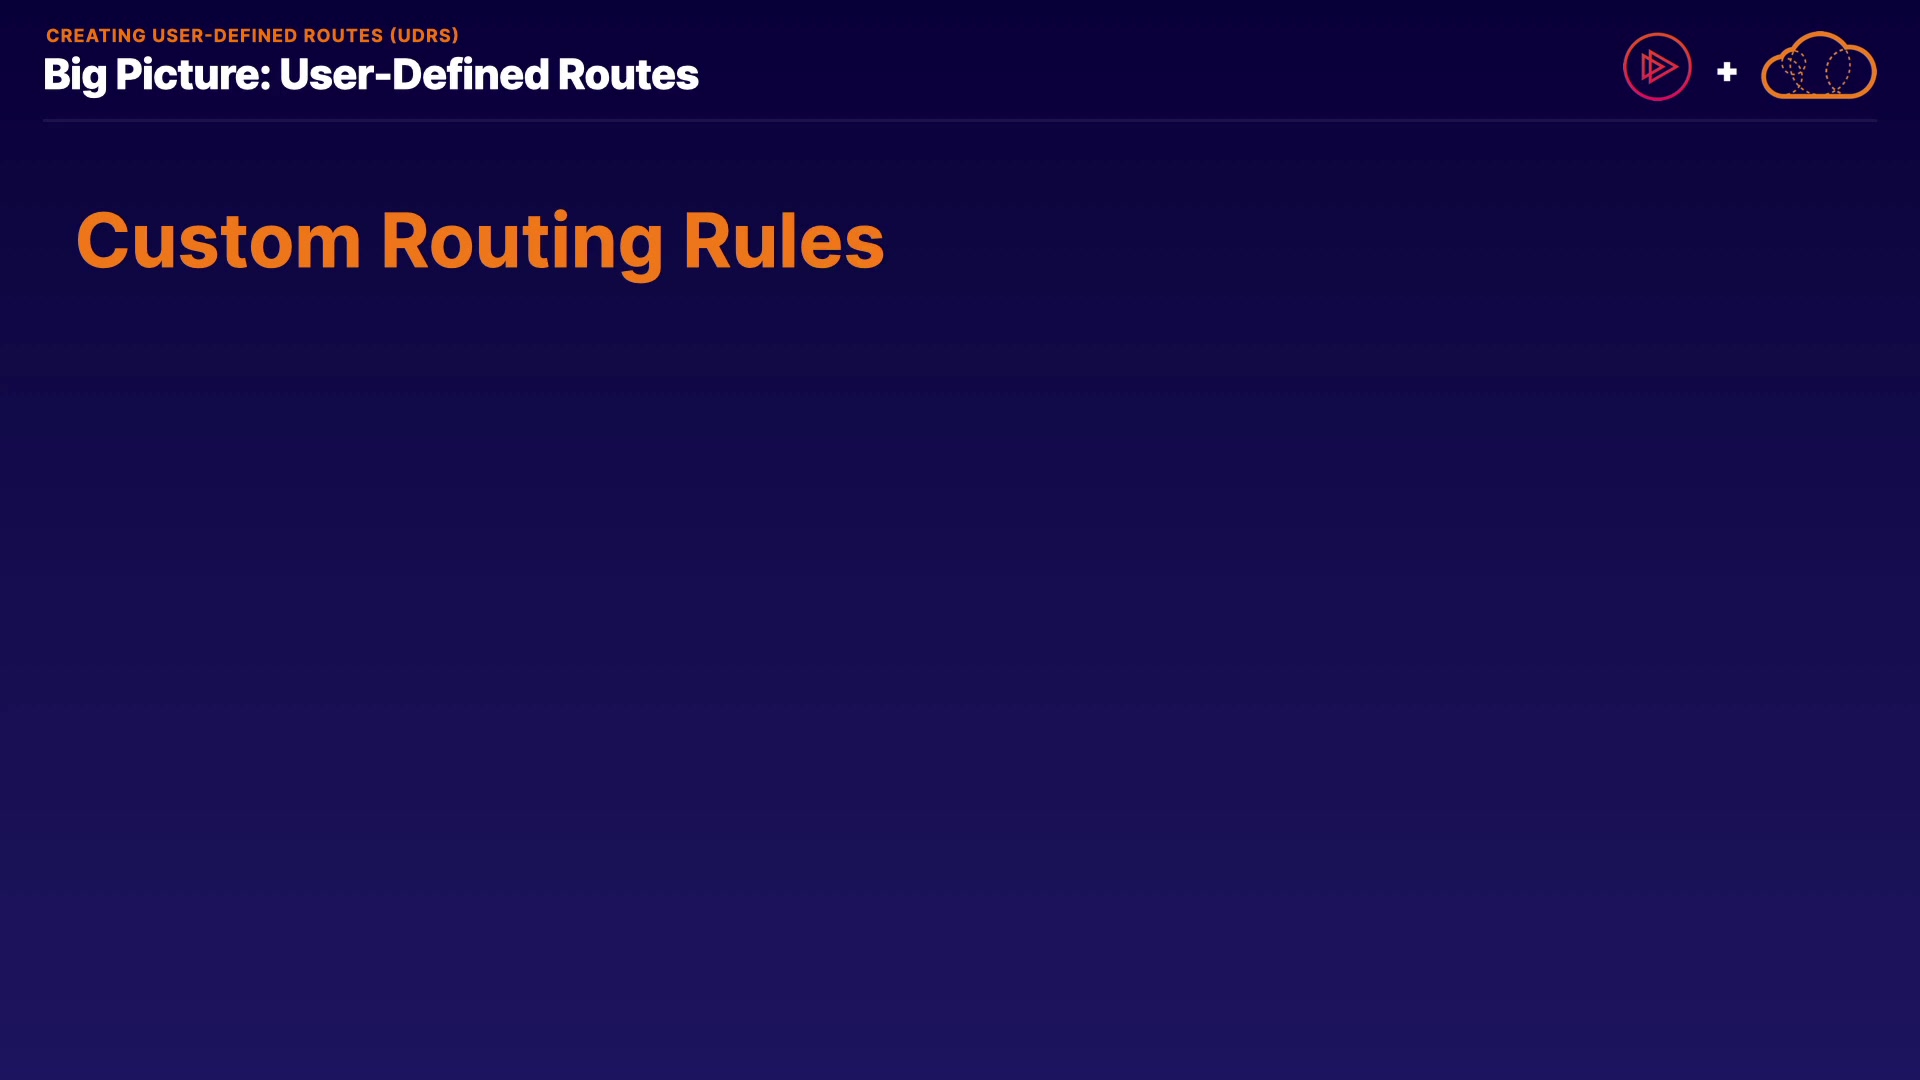 CREATING USER-DEFINED ROUTES (UDRS)
Big Picture: User-Defined Routes
+
Custom Routing Rules